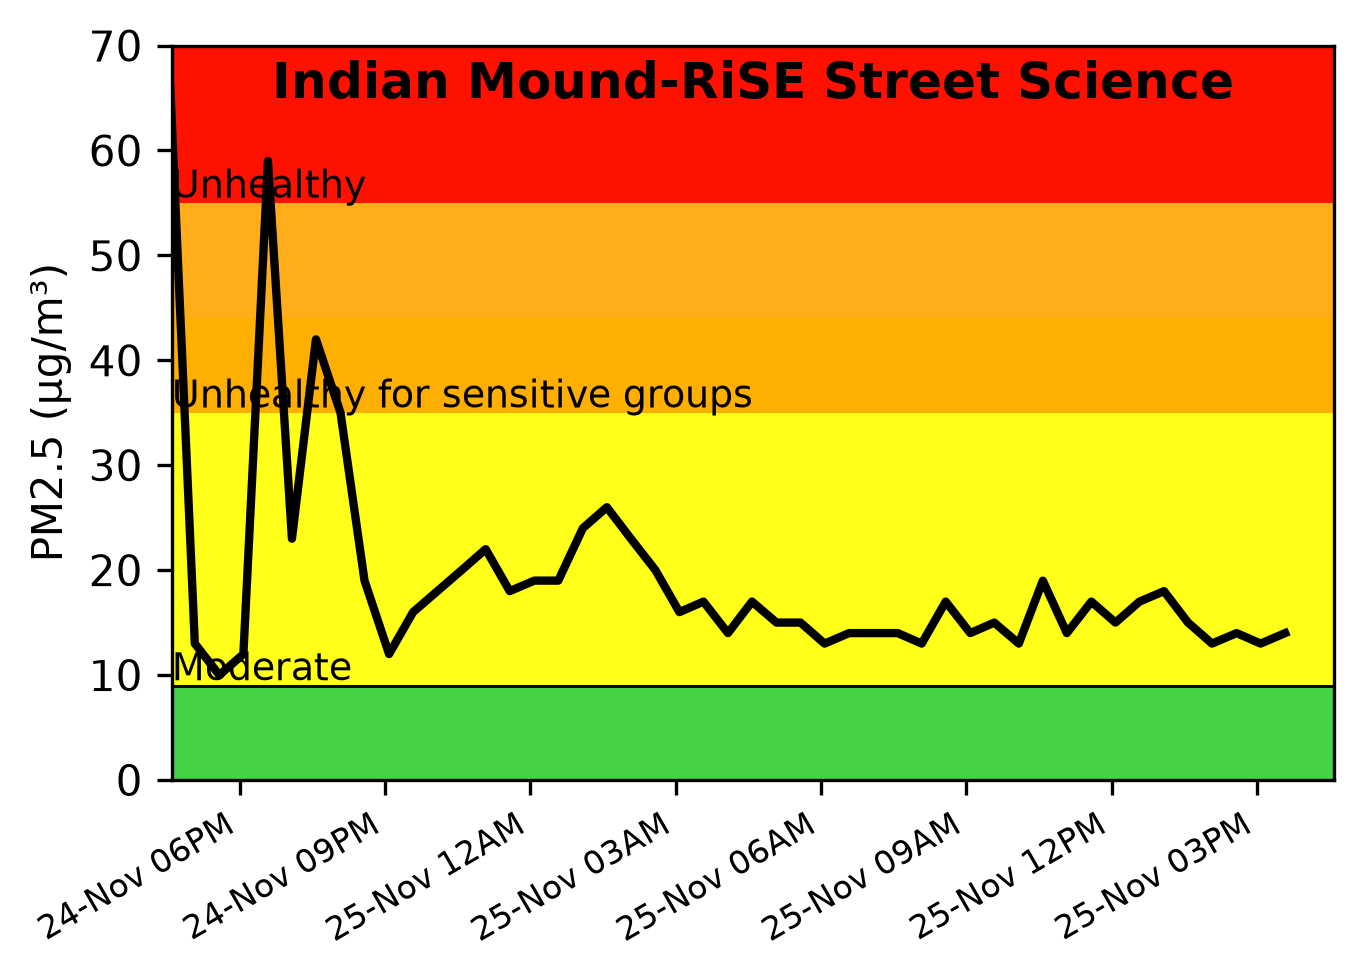 Indian Mound-RiSE Street Science
70
60
50
40
30
20
10
0
PM2.5 (µg/m³)
Unhealthy
Unhealthy for sensitive groups
Moderate
24-Nov 06PM
24-Nov 09PM
25-Nov 12AM
25-Nov 03AM
25-Nov 06AM
25-Nov 09AM
25-Nov 12PM
25-Nov 03PM